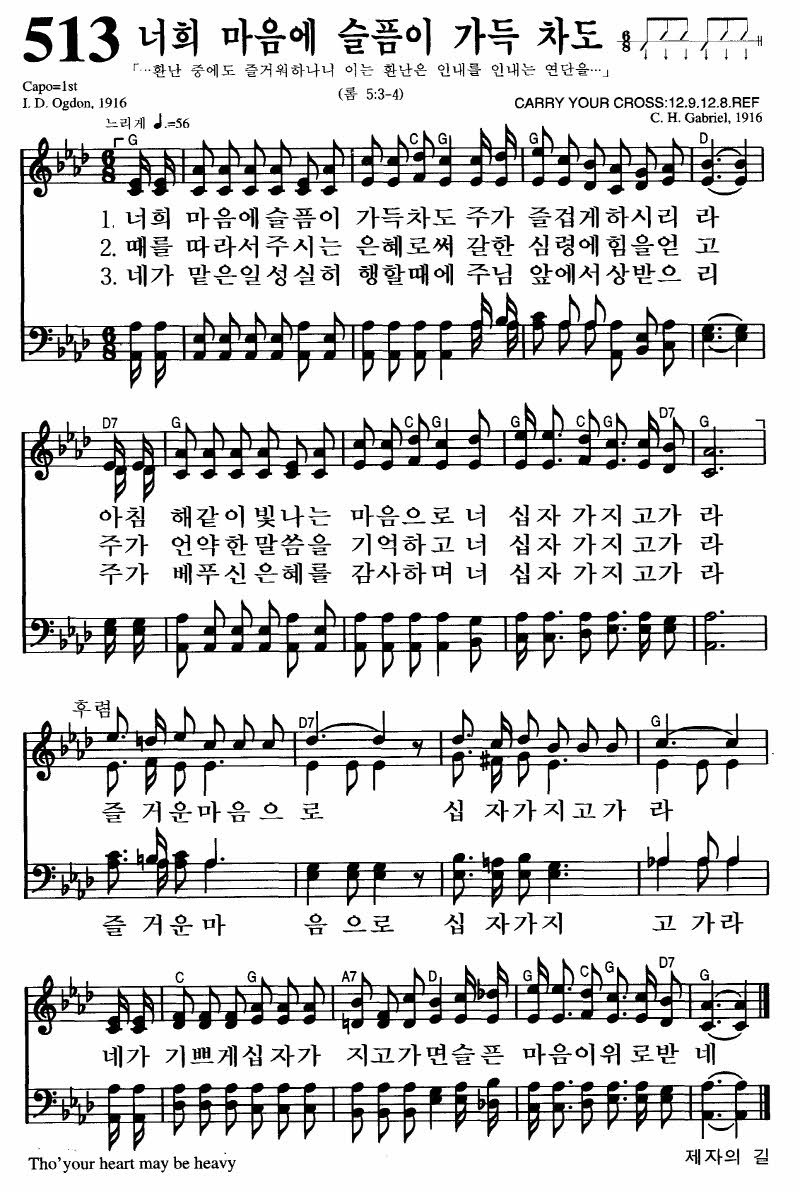 513 너희 마음에 슬픔이 가득 차도 6/8
「…환난 중에도 즐거워하나니 이는 환난은 인내를 인내는 연단을…」
Capo=1st (롬 5:3-4)
I. D. Ogdon, 1916 CARRY YOUR CROSS:12.9.12.8.REF
느리게 ♩.=56 C. H. Gabriel, 1916
G C G G D
6/8
1. 너희 마음에슬픔이 가득차도 주가 즐겁게하시리 라
2. 때를 따라서주시는 은혜로써 갈한 심령에힘을얻 고
3. 네가 맡은일성실히 행할때에 주님 앞에서상받으 리
6/8
D7 G C G G C G D7 G
아침 해같이빛나는 마음으로 너 십자 가지고가 라
주가 언약한말씀을 기억하고 너 십자 가지고가 라
주가 베푸신은혜를 감사하며 너 십자 가지고가 라
후렴
D7 G
즐 거운마음으로 십 자가지고가 라
즐 거운마 음으로 십 자가지 고 가라
C G A7 D G C G D7 G
네가 기쁘게십자가 지고가면슬픈 마음이위로받 네
Tho'your heart may be heavy 제자의 길